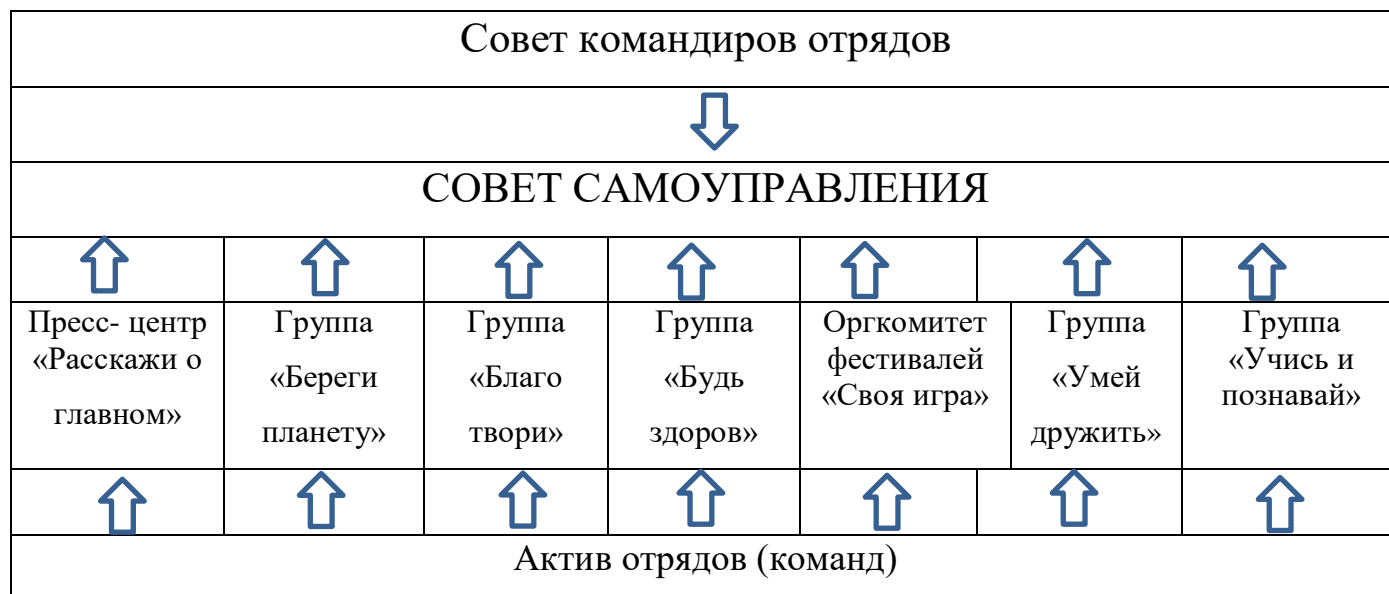 Совет командиров отрядов
СОВЕТ САМОУПРАВЛЕНИЯ
Пресс- центр
«Расскажи о
главном»
Группа
«Береги
планету»
Группа
«Благо
твори»
Группа
«Будь
здоров»
Оргкомитет
фестивалей
«Своя игра»
Группа
«Умей
дружить»
Группа
«Учись и
познавай»
Актив отрядов (команд)